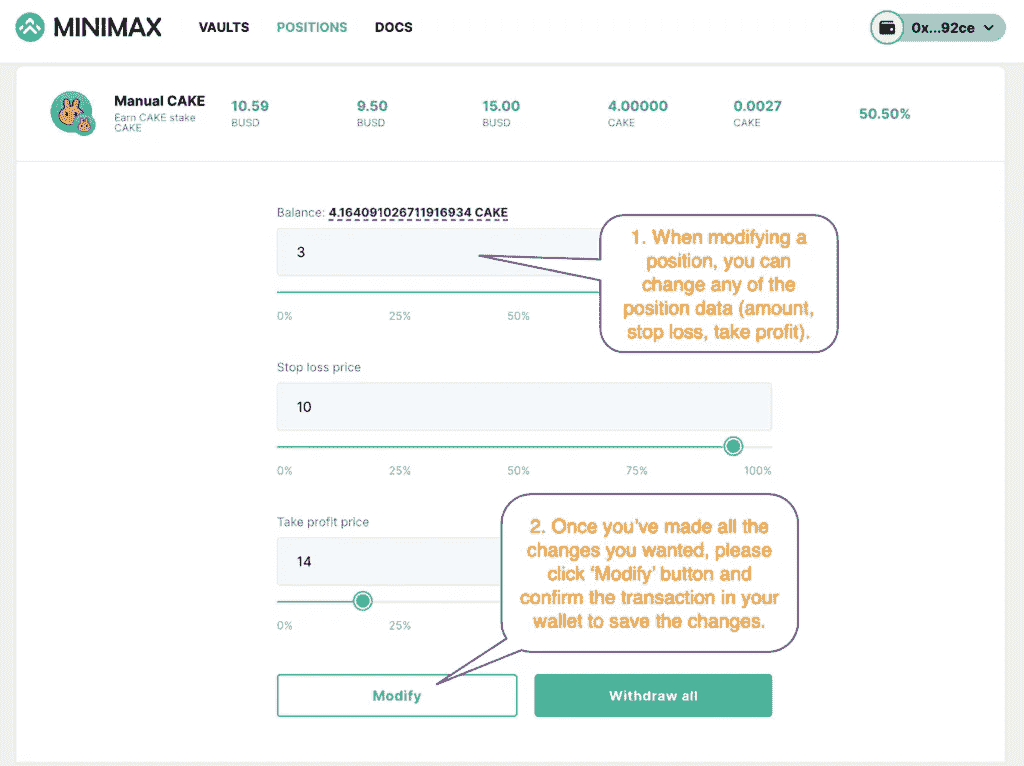 MINIMAX
VAULTS
POSITIONS
DOCS
0x...92ce
Manual CAKE
Earn CAKE stake
CAKE
10.59
BUSD
9.50
BUSD
15.00
BUSD
4.00000
CAKE
0.0027
CAKE
50.50%
Balance: 4.164091026711916934 CAKE
3
0% 25% 50%
1. When modifying a
position, you can
change any of the
position data (amount,
stop loss, take profit).
Stop loss price
10
0% 25% 50% 75% 100%
Take profit price
14
0% 25%
2. Once you've made all the
changes you wanted, please
click ‘Modify’ button and
confirm the transaction in your
wallet to save the changes.
Modify
Withdraw all